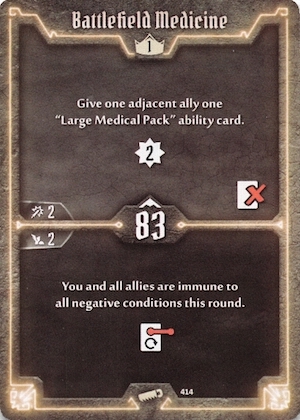 Battlefield Medicine
1
Give one adjacent ally one
“Large Medical Pack” ability card.
2
2
83
2
You and all allies are immune to
all negative conditions this round.
414